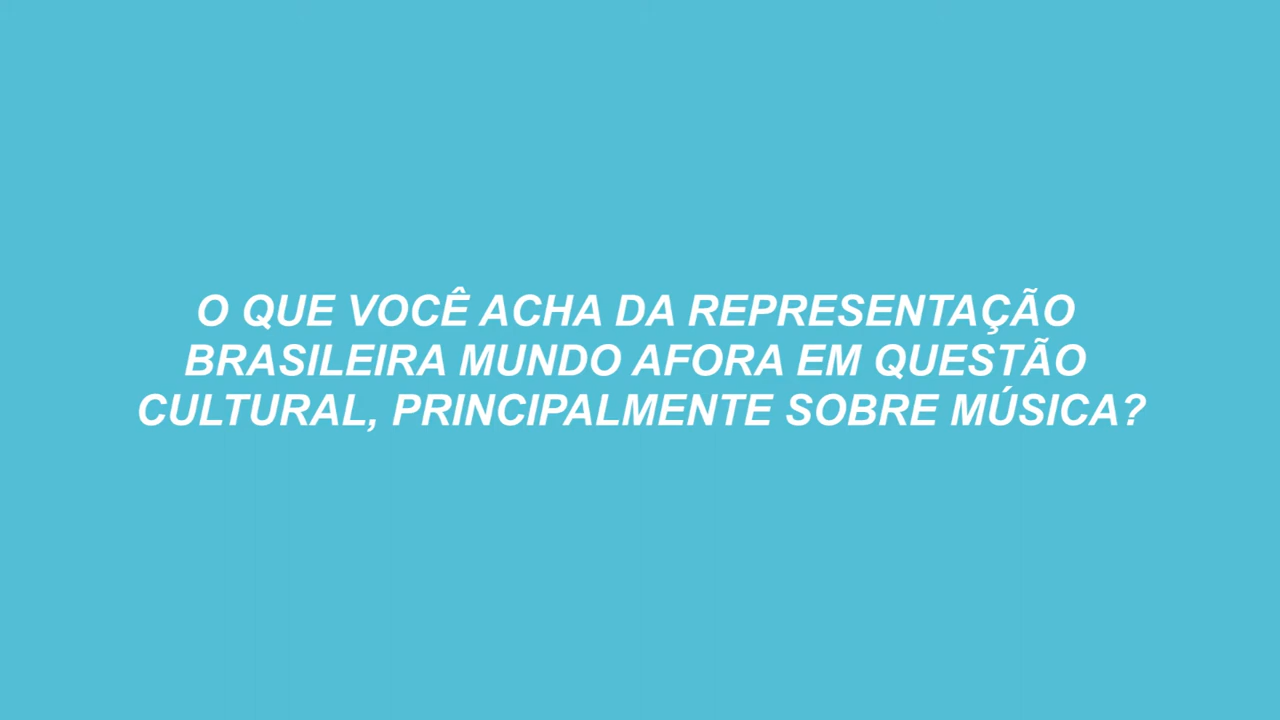 O QUE VOCÊ ACHA DA REPRESENTAÇÃO
BRASILEIRA MUNDO AFORA EM QUESTÃO
CULTURAL, PRINCIPALMENTE SOBRE MÚSICA?